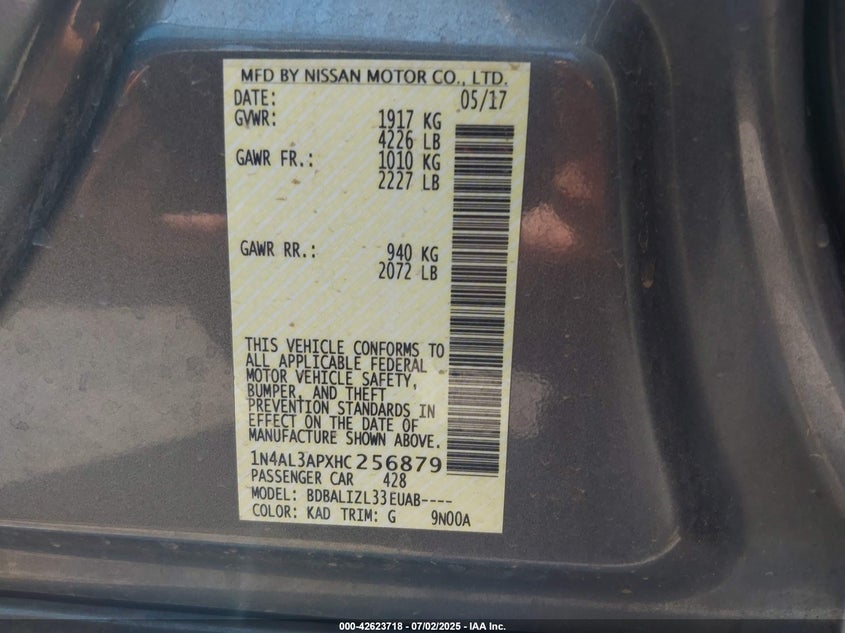 MFD BY NISSAN MOTOR CO., LTD.
DATE: 05/17
GVWR: 1917 KG
4226 LB
GAWR FR.: 1010 KG
2227 LB
GAWR RR.: 940 KG
2072 LB
THIS VEHICLE CONFORMS TO
ALL APPLICABLE FEDERAL
MOTOR VEHICLE SAFETY,
BUMPER, AND THEFT
PREVENTION STANDARDS IN
EFFECT ON THE DATE OF
MANUFACTURE SHOWN ABOVE.
1N4AL3APXHC256879
PASSENGER CAR 428
MODEL: BDBALIZL33EUAB----
COLOR: KAD TRIM: G 9N00A
000-42623718 - 07/02/2025 - IAA Inc.